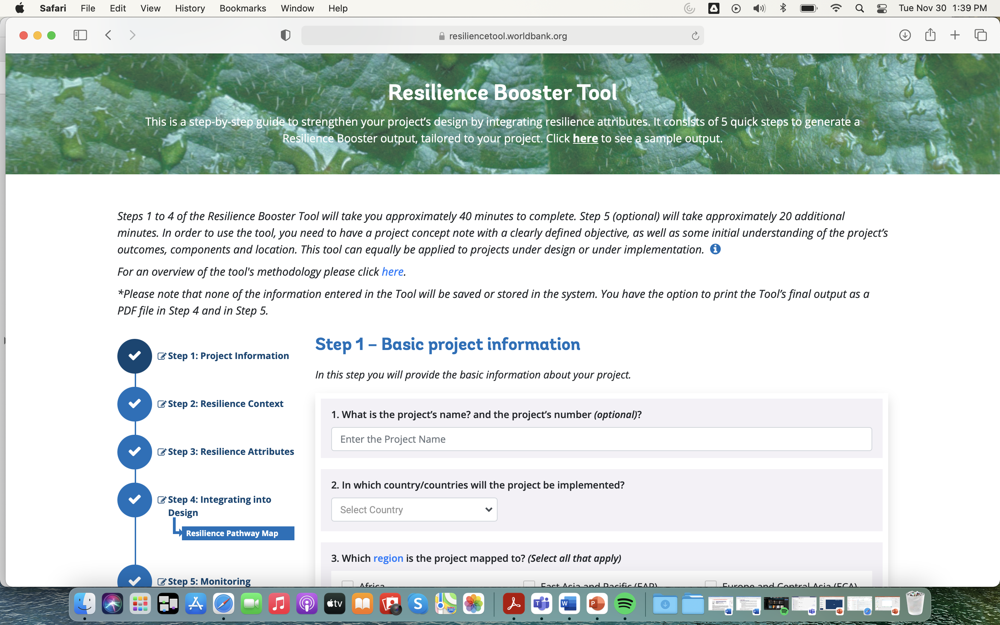 Safari File Edit View History Bookmarks Window Help Tue Nov 30 1:39 PM
resiliencetool.worldbank.org
Resilience Booster Tool
This is a step-by-step guide to strengthen your project’s design by integrating resilience attributes. It consists of 5 quick steps to generate a
Resilience Booster output, tailored to your project. Click here to see a sample output.
Steps 1 to 4 of the Resilience Booster Tool will take you approximately 40 minutes to complete. Step 5 (optional) will take approximately 20 additional
minutes. In order to use the tool, you need to have a project concept note with a clearly defined objective, as well as some initial understanding of the project’s
outcomes, components and location. This tool can equally be applied to projects under design or under implementation.
For an overview of the tool's methodology please click here.
*Please note that none of the information entered in the Tool will be saved or stored in the system. You have the option to print the Tool’s final output as a
PDF file in Step 4 and in Step 5.
Step 1: Project Information
Step 2: Resilience Context
Step 3: Resilience Attributes
Step 4: Integrating into
Design
Resilience Pathway Map
Step 5: Monitoring
Step 1 – Basic project information
In this step you will provide the basic information about your project.
1. What is the project’s name? and the project’s number (optional)?
Enter the Project Name
2. In which country/countries will the project be implemented?
Select Country
3. Which region is the project mapped to? (Select all that apply)
Africa East Asia and Pacific (EAP) Europe and Central Asia (ECA)
tv
280